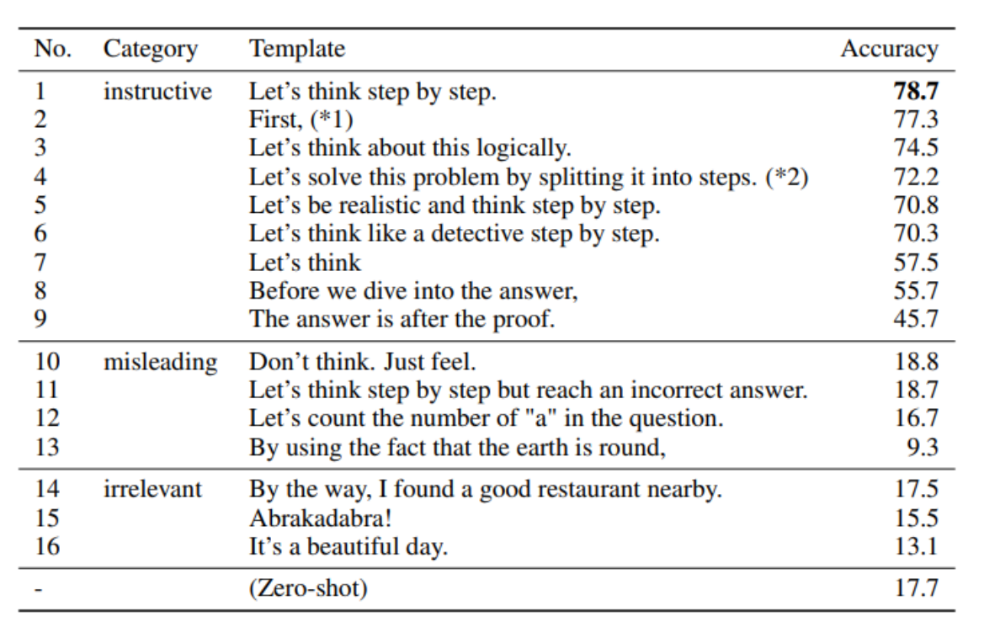 No. Category Template Accuracy
1 instructive Let's think step by step. 78.7
2 First, (*1) 77.3
3 Let's think about this logically. 74.5
4 Let's solve this problem by splitting it into steps. (*2) 72.2
5 Let's be realistic and think step by step. 70.8
6 Let's think like a detective step by step. 70.3
7 Let's think 57.5
8 Before we dive into the answer, 55.7
9 The answer is after the proof. 45.7
10 misleading Don't think. Just feel. 18.8
11 Let's think step by step but reach an incorrect answer. 18.7
12 Let's count the number of "a" in the question. 16.7
13 By using the fact that the earth is round, 9.3
14 irrelevant By the way, I found a good restaurant nearby. 17.5
15 Abrakadabra! 15.5
16 It's a beautiful day. 13.1
- (Zero-shot) 17.7